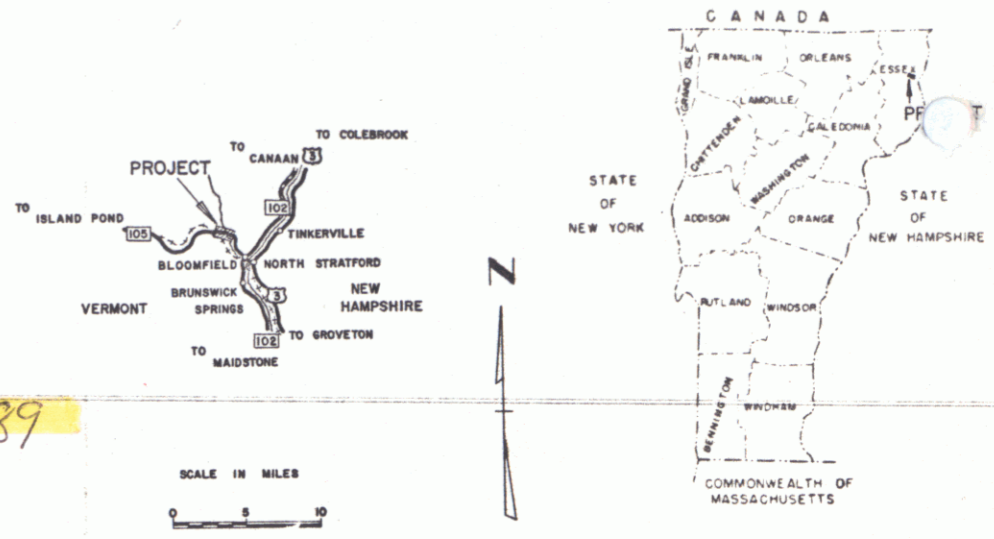 TO COLEBROOK
3
TO
CANAAN
PROJECT
102
TO
ISLAND POND
105
TINKERVILLE
BLOOMFIELD
NORTH STRATFORD
BRUNSWICK
SPRINGS
3
NEW
HAMPSHIRE
VERMONT
102
TO GROVETON
TO
MAIDSTONE
89
SCALE IN MILES
0 5 10
N
CANADA
GRAND ISLE
FRANKLIN
ORLEANS
ESSEX
LAMOILLE
CALEDONIA
CHITTENDEN
WASHINGTON
STATE
OF
NEW YORK
ADDISON
ORANGE
STATE
OF
NEW HAMPSHIRE
RUTLAND
WINDSOR
BENNINGTON
WINDHAM
COMMONWEALTH OF
MASSACHUSETTS